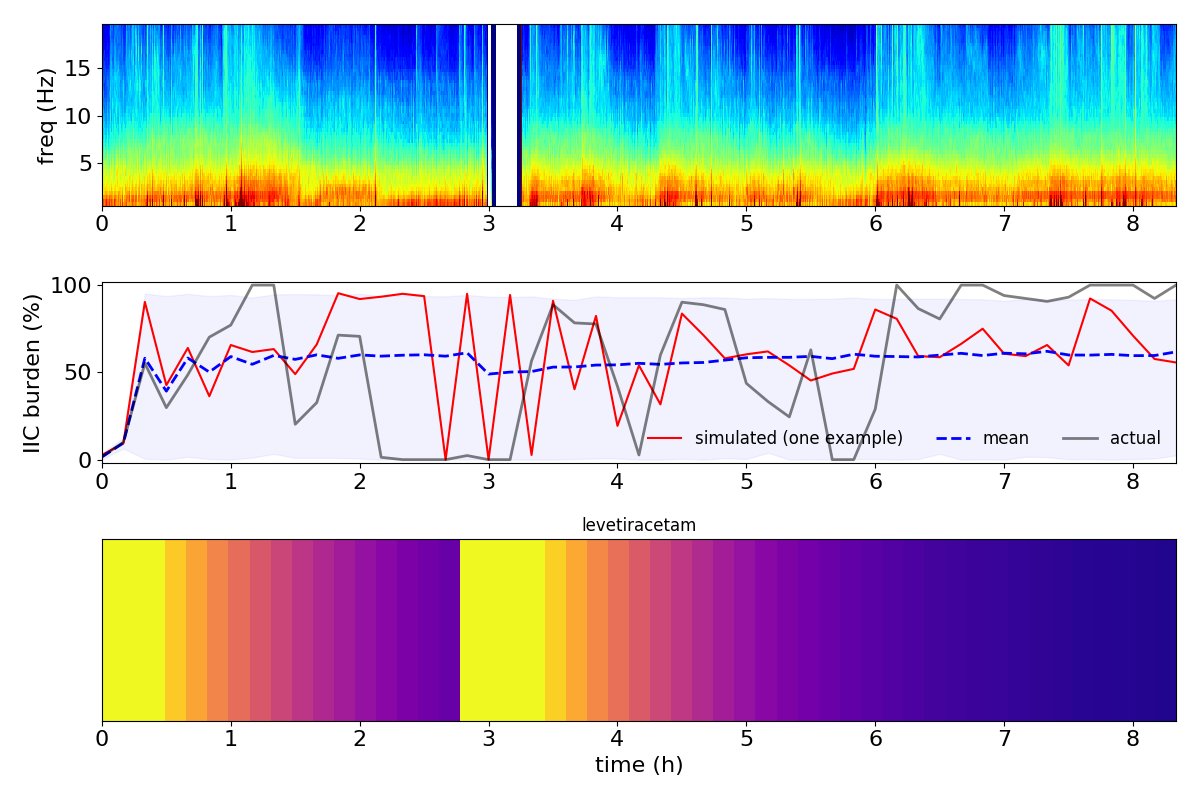 freq (Hz)
15
10
5
0 1 2 3 4 5 6 7 8
IIC burden (%)
100
50
0
simulated (one example) mean actual
0 1 2 3 4 5 6 7 8
levetiracetam
0 1 2 3 4 5 6 7 8
time (h)